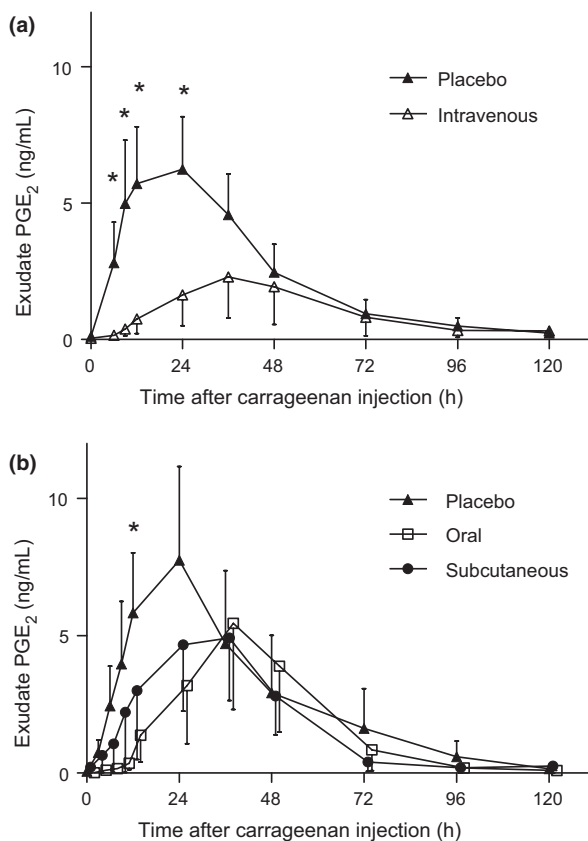 (a)
10
5
0
Exudate PGE₂ (ng/mL)
* * * * *
Placebo
Intravenous
0 24 48 72 96 120
Time after carrageenan injection (h)
(b)
10
5
0
Exudate PGE₂ (ng/mL)
*
Placebo
Oral
Subcutaneous
0 24 48 72 96 120
Time after carrageenan injection (h)